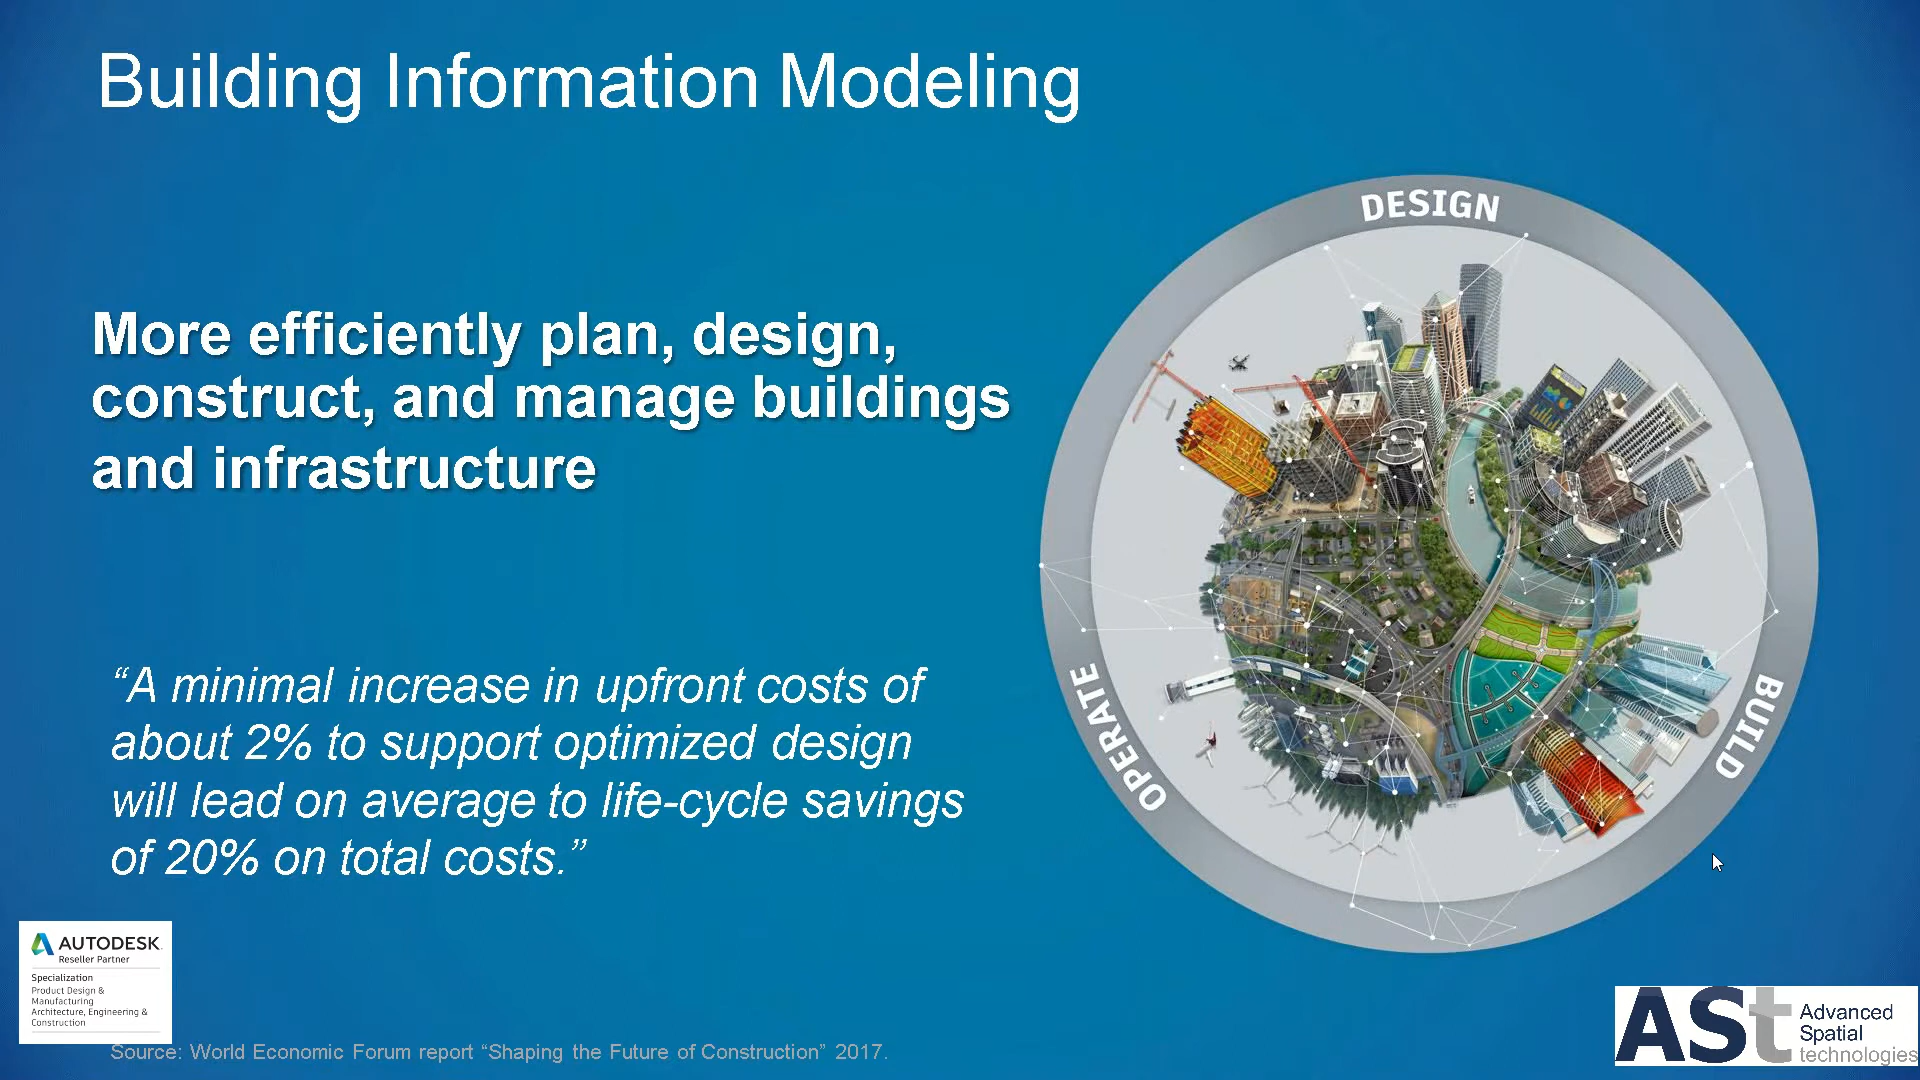 Building Information Modeling
DESIGN
More efficiently plan, design,
construct, and manage buildings
and infrastructure
OPERATE
BUILD
“A minimal increase in upfront costs of
about 2% to support optimized design
will lead on average to life-cycle savings
of 20% on total costs.”
AUTODESK
Reseller Partner
Specialization
Product Design &
Manufacturing
Architecture, Engineering &
Construction
Source: World Economic Forum report “Shaping the Future of Construction” 2017.
ASt
Advanced
Spatial
technologies